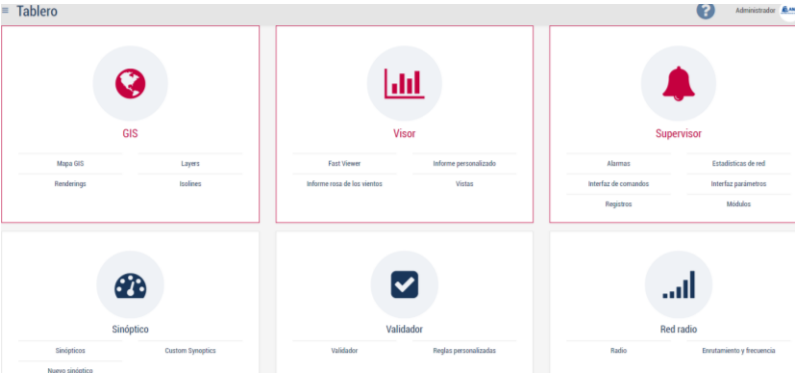 Tablero
Administrador
GIS
Mapa GIS
Layers
Renderings
Isolines
Visor
Fast Viewer
Informe personalizado
Informe rosa de los vientos
Vistas
Supervisor
Alarmas
Estadísticas de red
Interfaz de comandos
Interfaz parámetros
Registros
Módulos
Sinóptico
Sinópticos
Custom Synoptics
Nuevo sinóptico
Validador
Validador
Reglas personalizadas
Red radio
Radio
Enrutamiento y frecuencia